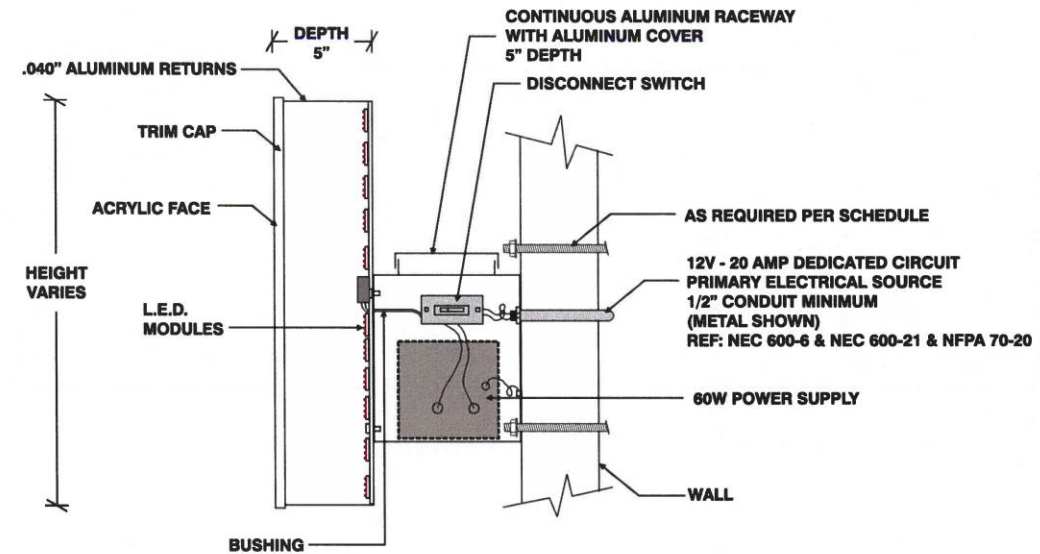 CONTINUOUS ALUMINUM RACEWAY
WITH ALUMINUM COVER
5" DEPTH
DEPTH
5"
.040" ALUMINUM RETURNS
DISCONNECT SWITCH
TRIM CAP
ACRYLIC FACE
AS REQUIRED PER SCHEDULE
12V - 20 AMP DEDICATED CIRCUIT
PRIMARY ELECTRICAL SOURCE
1/2" CONDUIT MINIMUM
(METAL SHOWN)
REF: NEC 600-6 & NEC 600-21 & NFPA 70-20
HEIGHT
VARIES
L.E.D.
MODULES
60W POWER SUPPLY
WALL
BUSHING